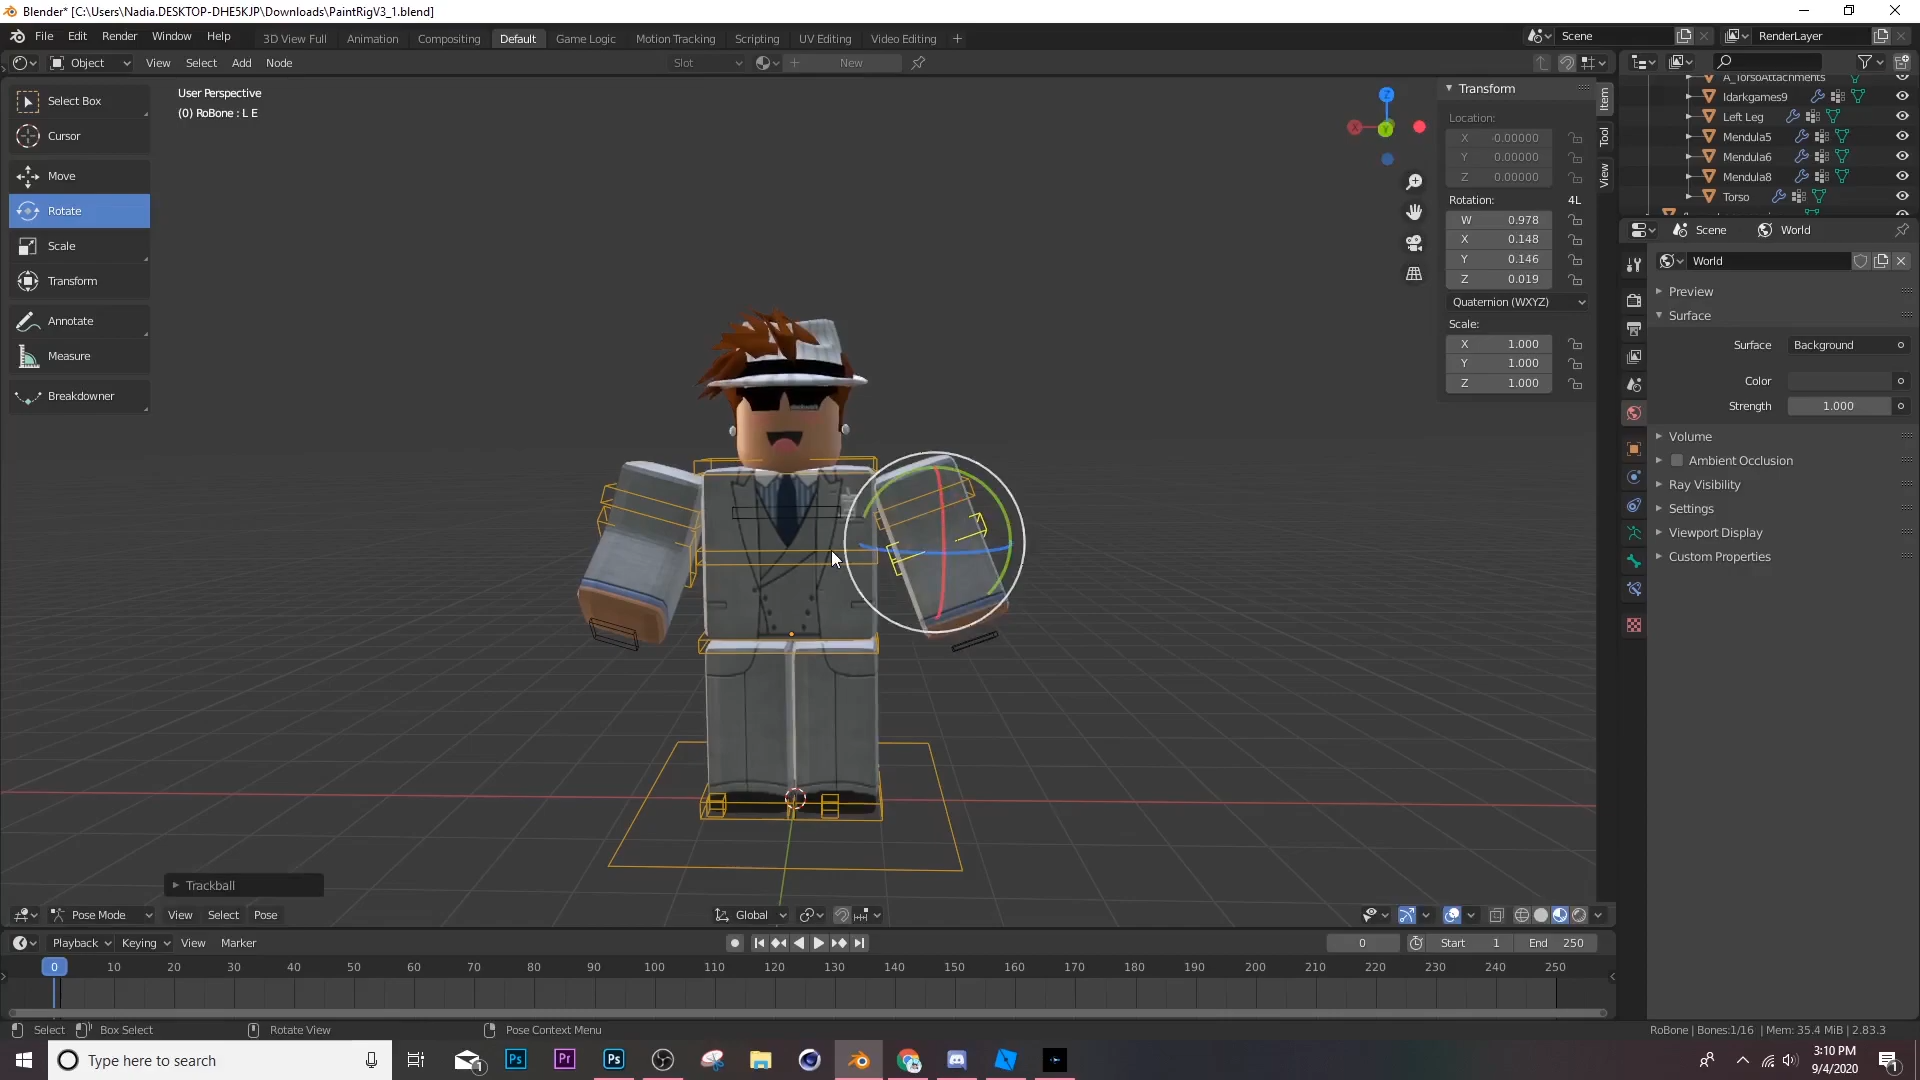 Blender* [C:\Users\Nadia.DESKTOP-DHE5KJP\Downloads\PaintRigV3_1.blend]
File Edit Render Window Help 3D View Full Animation Compositing Default Game Logic Motion Tracking Scripting UV Editing Video Editing + Scene RenderLayer
Object View Select Add Node Slot New
Select Box
Cursor
Move
Rotate
Scale
Transform
Annotate
Measure
Breakdowner
User Perspective
(0) RoBone : L E
Z
X
Y
Transform
Location:
X -0.00000
Y 0.00000
Z 0.00000
Rotation: 4L
W 0.978
X 0.148
Y 0.146
Z 0.019
Quaternion (WXYZ)
Scale:
X 1.000
Y 1.000
Z 1.000
Item
Tool
View
A_TorsoAttachments
Idarkgames9
Left Leg
Mendula5
Mendula6
Mendula8
Torso
Scene World
World
Preview
Surface
Surface Background
Color
Strength 1.000
Volume
Ambient Occlusion
Ray Visibility
Settings
Viewport Display
Custom Properties
Trackball
Pose Mode View Select Pose Global
Playback Keying View Marker 0 Start 1 End 250
0 10 20 30 40 50 60 70 80 90 100 110 120 130 140 150 160 170 180 190 200 210 220 230 240 250
Select Box Select Rotate View Pose Context Menu RoBone | Bones:1/16 | Mem: 35.4 MiB | 2.83.3
Type here to search 1 Ps Pr Ps 3:10 PM
9/4/2020 1